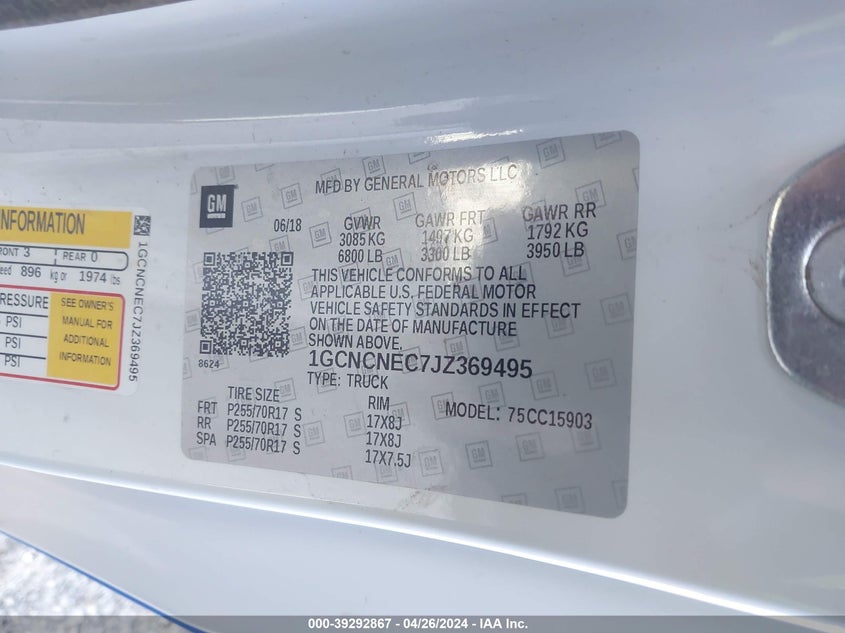 NFORMATION
RONT 3 REAR 0
eed 896 kg or 1974 lbs
PRESSURE
PSI
PSI
PSI
SEE OWNER'S
MANUAL FOR
ADDITIONAL
INFORMATION
1GCNCNEC7JZ369495
GM
MFD BY GENERAL MOTORS LLC
06/18 GVWR GAWR FRT GAWR RR
3085 KG 1497 KG 1792 KG
6800 LB 3300 LB 3950 LB
THIS VEHICLE CONFORMS TO ALL
APPLICABLE U.S. FEDERAL MOTOR
VEHICLE SAFETY STANDARDS IN EFFECT
ON THE DATE OF MANUFACTURE
SHOWN ABOVE.
8624
1GCNCNEC7JZ369495
TYPE: TRUCK
TIRE SIZE RIM MODEL: 75CC15903
FRT P255/70R17 S 17X8J
RR P255/70R17 S 17X8J
SPA P255/70R17 S 17X7.5J
000-39292867 - 04/26/2024 - IAAI.COM